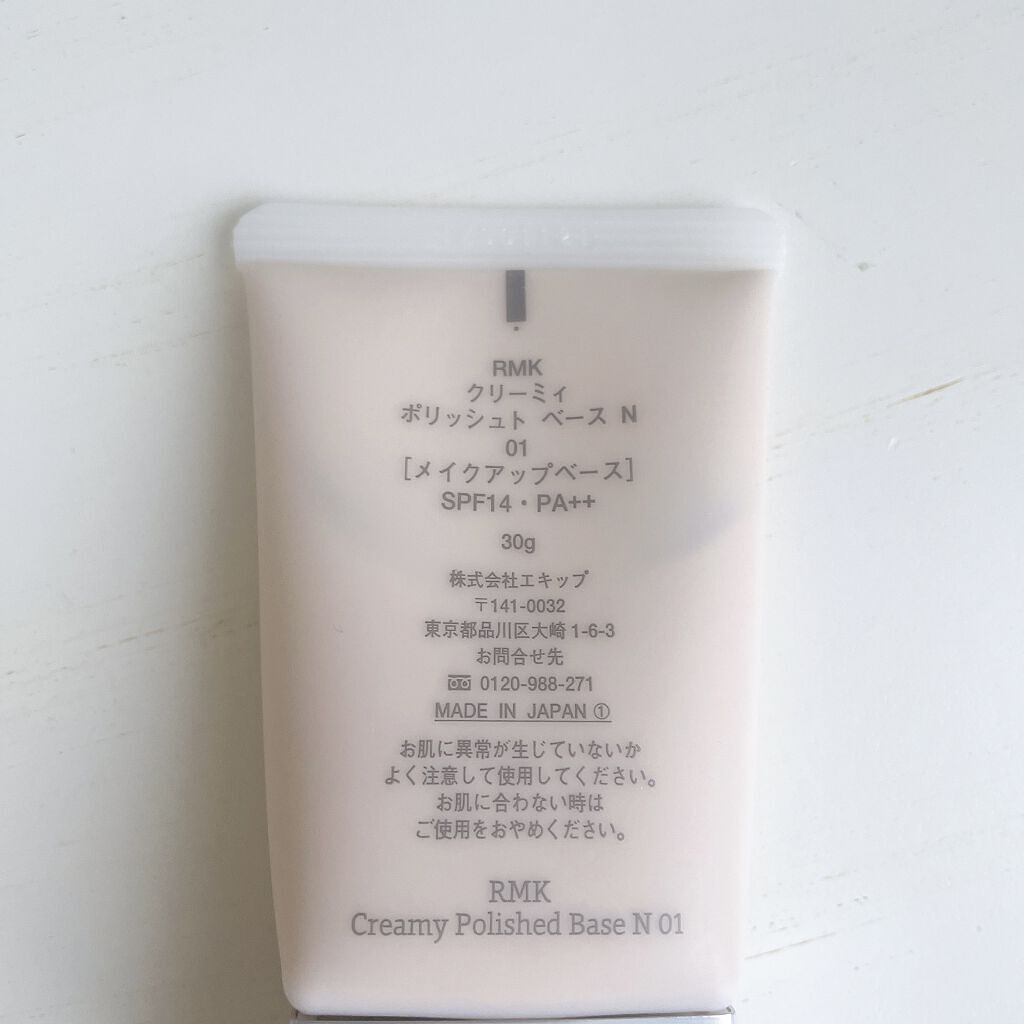 RMK
クリーミィ
ポリッシュト ベース N
01
[メイクアップベース]
SPF14・PA++
30g
株式会社エキップ
〒141-0032
東京都品川区大崎1-6-3
お問合せ先
0120-988-271
MADE IN JAPAN ①
お肌に異常が生じていないか
よく注意して使用してください。
お肌に合わない時は
ご使用をおやめください。
RMK
Creamy Polished Base N 01